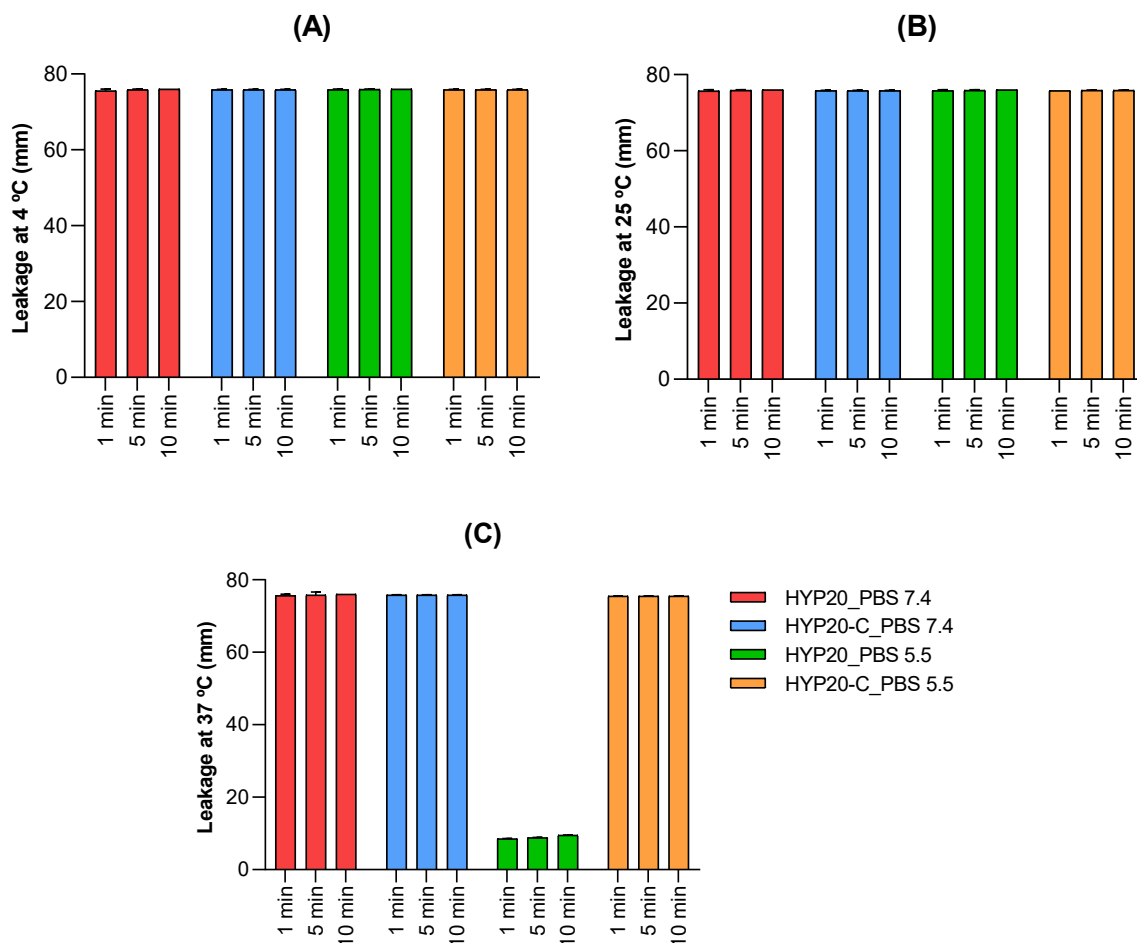 (A)
Leakage at 4 ºC (mm)
80
60
40
20
0
1 min
5 min
10 min
1 min
5 min
10 min
1 min
5 min
10 min
1 min
5 min
10 min
(B)
Leakage at 25 ºC (mm)
80
60
40
20
0
1 min
5 min
10 min
1 min
5 min
10 min
1 min
5 min
10 min
1 min
5 min
10 min
(C)
Leakage at 37 ºC (mm)
80
60
40
20
0
1 min
5 min
10 min
1 min
5 min
10 min
1 min
5 min
10 min
1 min
5 min
10 min
HYP20_PBS 7.4
HYP20-C_PBS 7.4
HYP20_PBS 5.5
HYP20-C_PBS 5.5